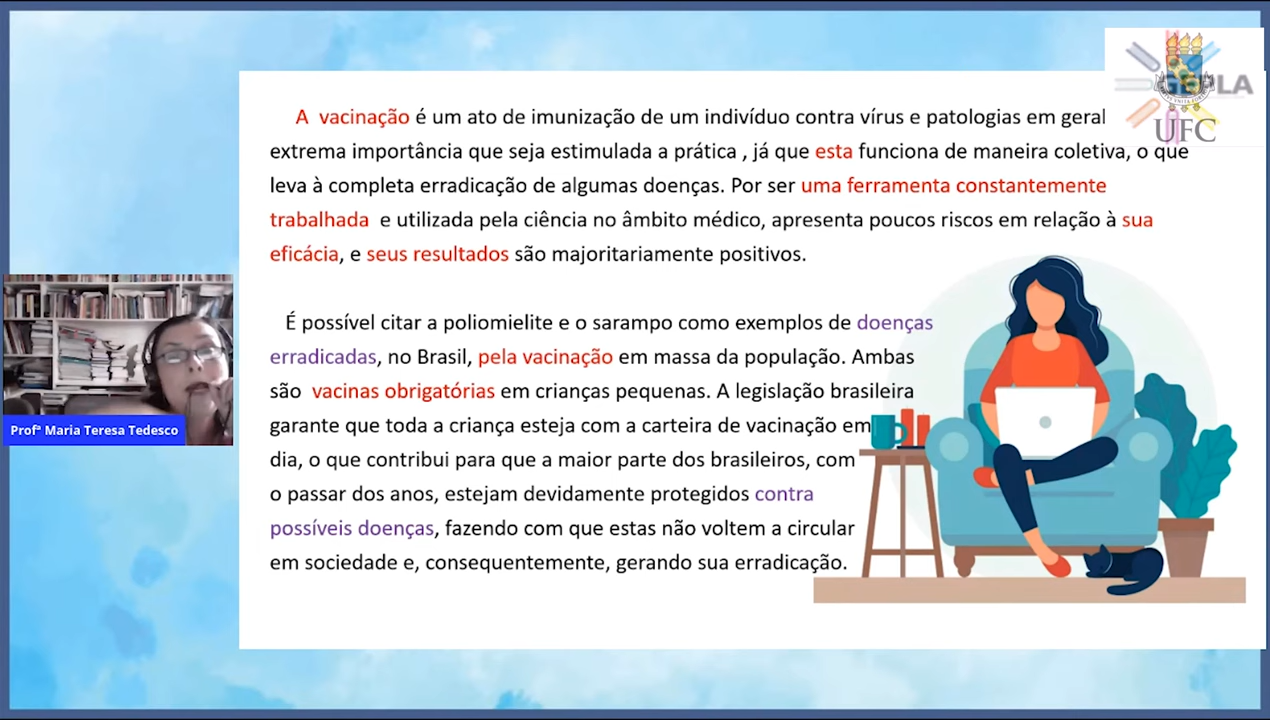 A vacinação é um ato de imunização de um indivíduo contra vírus e patologias em geral
extrema importância que seja estimulada a prática , já que esta funciona de maneira coletiva, o que
leva à completa erradicação de algumas doenças. Por ser uma ferramenta constantemente
trabalhada e utilizada pela ciência no âmbito médico, apresenta poucos riscos em relação à sua
eficácia, e seus resultados são majoritariamente positivos.
É possível citar a poliomielite e o sarampo como exemplos de doenças
erradicadas, no Brasil, pela vacinação em massa da população. Ambas
são vacinas obrigatórias em crianças pequenas. A legislação brasileira
garante que toda a criança esteja com a carteira de vacinação em
dia, o que contribui para que a maior parte dos brasileiros, com
o passar dos anos, estejam devidamente protegidos contra
possíveis doenças, fazendo com que estas não voltem a circular
em sociedade e, consequentemente, gerando sua erradicação.
UFC
Profª Maria Teresa Tedesco